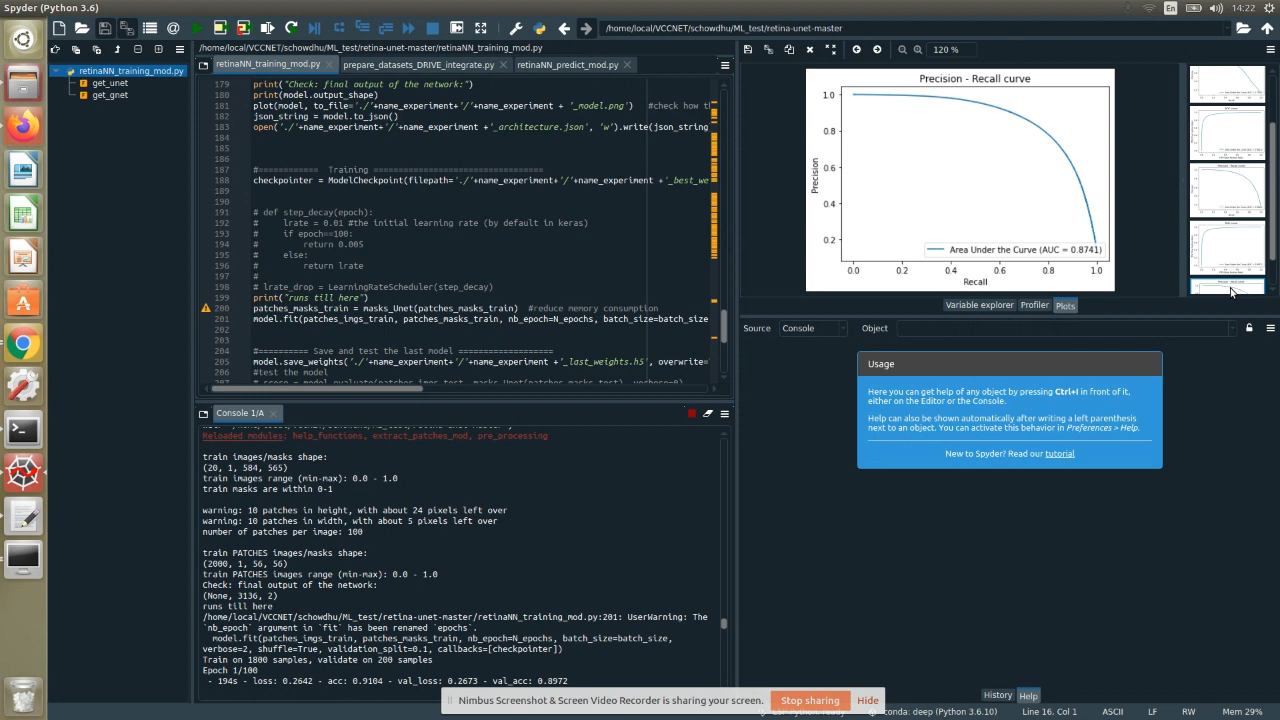 Spyder (Python 3.6)
En
19:22
/home/local/VCCNET/schowdhu/ML_test/retina-unet-master
/home/local/VCCNET/schowdhu/ML_test/retina-unet-master/retinaNN_training_mod.py
120 %
retinaNN_training_mod.py
get_unet
get_gnet
retinaNN_training_mod.py
prepare_datasets_DRIVE_integrate.py
retinaNN_predict_mod.py
179 print("Check: final output of the network:")
180 print(model.output_shape)
181 plot(model, to_file='./'+name_experiment+'/'+name_experiment + '_model.png') #check how th
182 json_string = model.to_json()
183 open('./'+name_experiment+'/'+name_experiment +'_architecture.json', 'w').write(json_string
184
185
186
187 #============ Training ==================================
188 checkpointer = ModelCheckpoint(filepath='./'+name_experiment+'/'+name_experiment +'_best_we
189
190
191 # def step_decay(epoch):
192 # lrate = 0.01 #the initial learning rate (by default in keras)
193 # if epoch==100:
194 # return 0.005
195 # else:
196 # return lrate
197 #
198 # lrate_drop = LearningRateScheduler(step_decay)
199 print("runs till here")
200 patches_masks_train = masks_Unet(patches_masks_train) #reduce memory consumption
201 model.fit(patches_imgs_train, patches_masks_train, nb_epoch=N_epochs, batch_size=batch_size
202
203
204 #========== Save and test the last model ===================
205 model.save_weights('./'+name_experiment+'/'+name_experiment +'_last_weights.h5', overwrite=
206 #test the model
Precision - Recall curve
Precision
1.0
0.8
0.6
0.4
0.2
Area Under the Curve (AUC = 0.8741)
0.0 0.2 0.4 0.6 0.8 1.0
Recall
Variable explorer Profiler Plots
Source Console Object
Usage
Here you can get help of any object by pressing Ctrl+I in front of it,
either on the Editor or the Console.
Help can also be shown automatically after writing a left parenthesis
next to an object. You can activate this behavior in Preferences > Help.
New to Spyder? Read our tutorial
Console 1/A
Reloaded modules: help_functions, extract_patches_mod, pre_processing
train images/masks shape:
(20, 1, 584, 565)
train images range (min-max): 0.0 - 1.0
train masks are within 0-1
warning: 10 patches in height, with about 24 pixels left over
warning: 10 patches in width, with about 5 pixels left over
number of patches per image: 100
train PATCHES images/masks shape:
(2000, 1, 56, 56)
train PATCHES images range (min-max): 0.0 - 1.0
Check: final output of the network:
(None, 3136, 2)
runs till here
/home/local/VCCNET/schowdhu/ML_test/retina-unet-master/retinaNN_training_mod.py:201: UserWarning: The
`nb_epoch` argument in `fit` has been renamed `epochs`.
model.fit(patches_imgs_train, patches_masks_train, nb_epoch=N_epochs, batch_size=batch_size,
verbose=2, shuffle=True, validation_split=0.1, callbacks=[checkpointer])
Train on 1800 samples, validate on 200 samples
Epoch 1/100
- 194s - loss: 0.2642 - acc: 0.9104 - val_loss: 0.2673 - val_acc: 0.8972
History Help
Nimbus Screenshot & Screen Video Recorder is sharing your screen. Stop sharing Hide
conda: deep (Python 3.6.10) Line 16, Col 1 ASCII LF RW Mem 29%